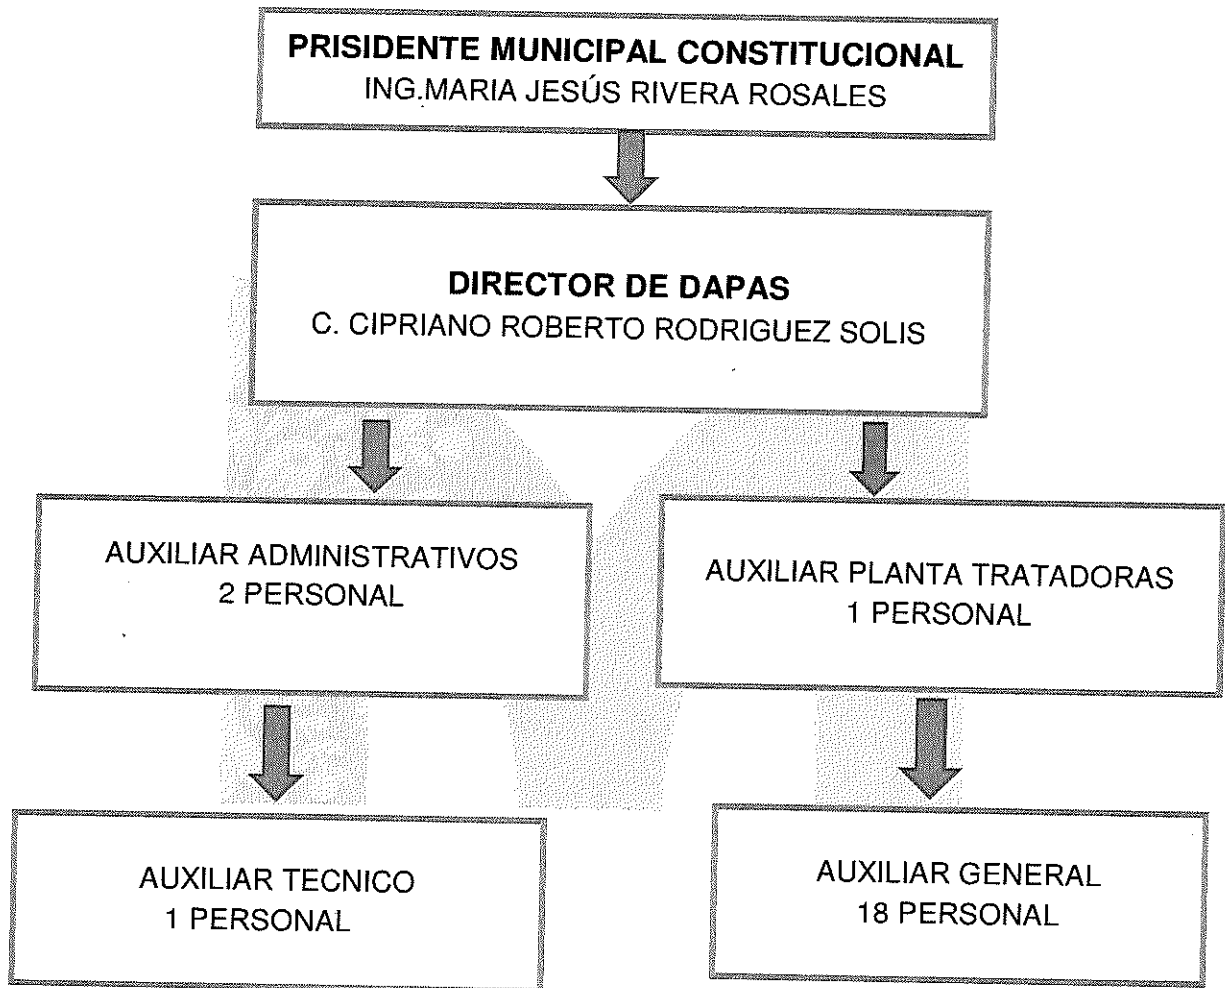 PRISIDENTE MUNICIPAL CONSTITUCIONAL
ING.MARIA JESÚS RIVERA ROSALES
DIRECTOR DE DAPAS
C. CIPRIANO ROBERTO RODRIGUEZ SOLIS
AUXILIAR ADMINISTRATIVOS
2 PERSONAL
AUXILIAR PLANTA TRATADORAS
1 PERSONAL
AUXILIAR TECNICO
1 PERSONAL
AUXILIAR GENERAL
18 PERSONAL